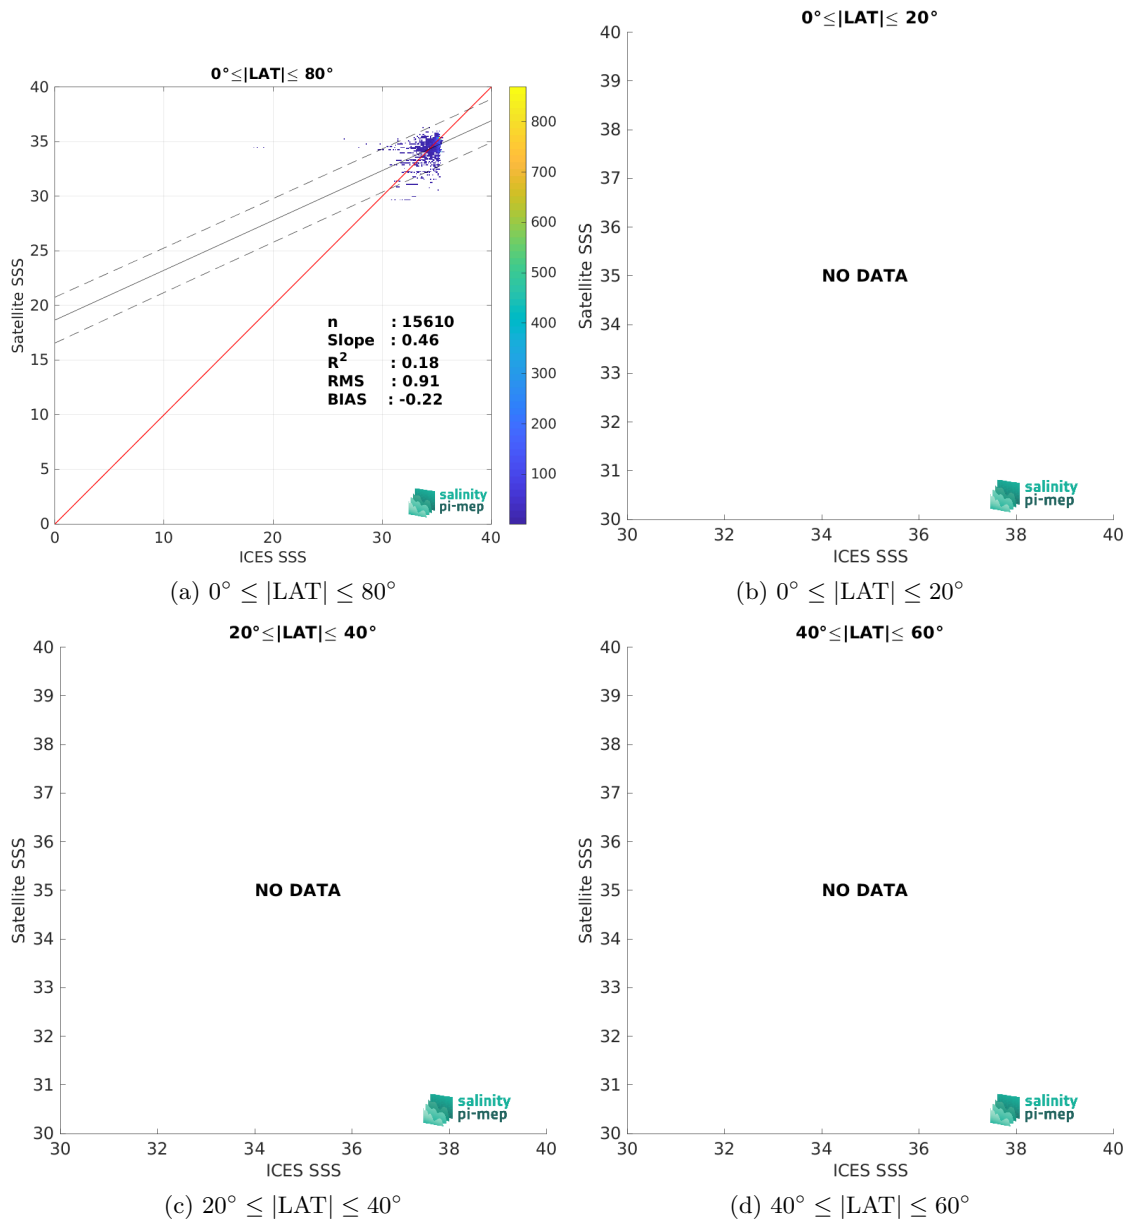 0°≤|LAT|≤ 80°
40
35
30
25
20
15
10
5
0
Satellite SSS
0
10
20
30
40
ICES SSS
n : 15610
Slope : 0.46
R² : 0.18
RMS : 0.91
BIAS : -0.22
800
700
600
500
400
300
200
100
salinity
pi-mep
(a) 0° ≤ |LAT| ≤ 80°
0°≤|LAT|≤ 20°
40
39
38
37
36
35
34
33
32
31
30
Satellite SSS
NO DATA
30
32
34
36
38
40
ICES SSS
salinity
pi-mep
(b) 0° ≤ |LAT| ≤ 20°
20°≤|LAT|≤ 40°
40
39
38
37
36
35
34
33
32
31
30
Satellite SSS
NO DATA
30
32
34
36
38
40
ICES SSS
salinity
pi-mep
(c) 20° ≤ |LAT| ≤ 40°
40°≤|LAT|≤ 60°
40
39
38
37
36
35
34
33
32
31
30
Satellite SSS
NO DATA
30
32
34
36
38
40
ICES SSS
salinity
pi-mep
(d) 40° ≤ |LAT| ≤ 60°